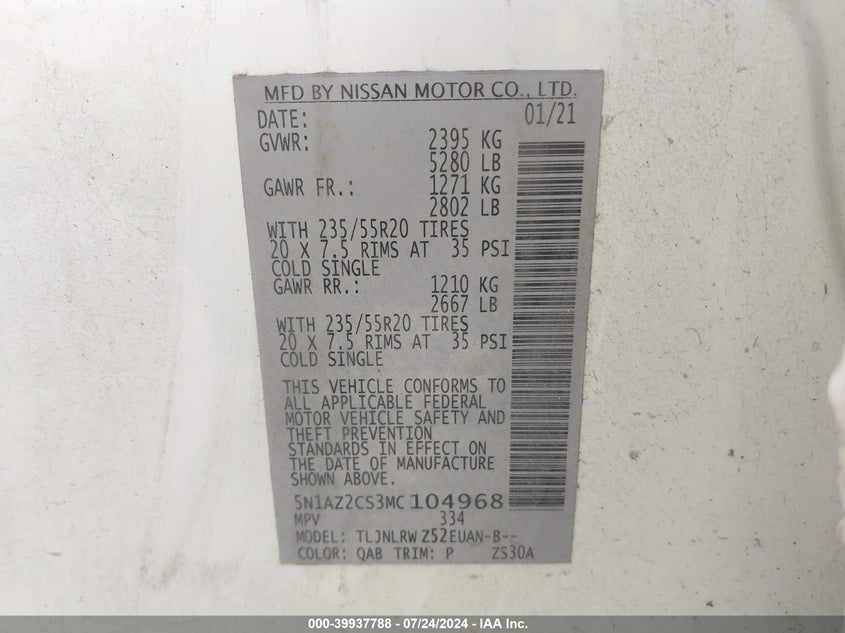 MFD BY NISSAN MOTOR CO., LTD.
DATE: 01/21
GVWR: 2395 KG
5280 LB
GAWR FR.: 1271 KG
2802 LB
WITH 235/55R20 TIRES
20 X 7.5 RIMS AT 35 PSI
COLD SINGLE
GAWR RR.: 1210 KG
2667 LB
WITH 235/55R20 TIRES
20 X 7.5 RIMS AT 35 PSI
COLD SINGLE
THIS VEHICLE CONFORMS TO
ALL APPLICABLE FEDERAL
MOTOR VEHICLE SAFETY AND
THEFT PREVENTION
STANDARDS IN EFFECT ON
THE DATE OF MANUFACTURE
SHOWN ABOVE.
5N1AZ2CS3MC104968
MPV 334
MODEL: TLJNLRW Z52EUAN-B--
COLOR: QAB TRIM: P ZS30A
000-39937788 - 07/24/2024 - IAA Inc.